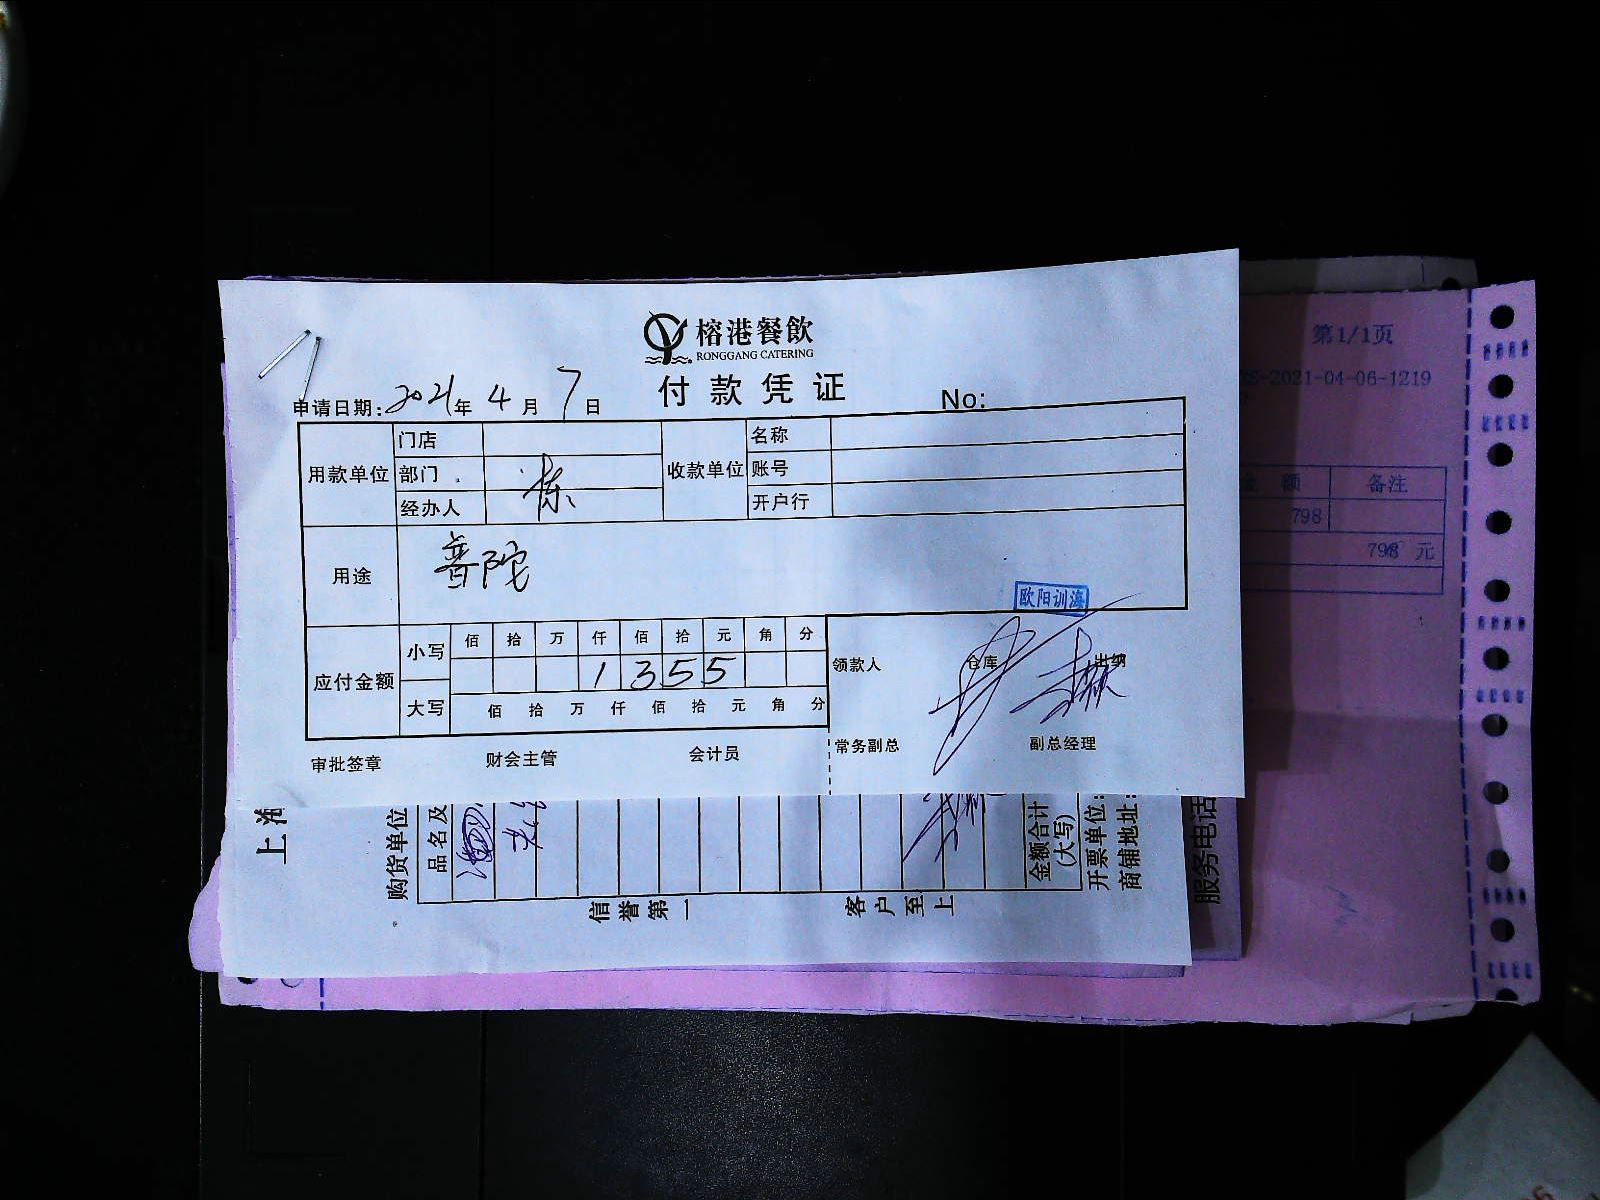 榕港餐飲
RONGGANG CATERING
付款凭证
申请日期:2021年4月7日
No:
用款单位 门店 收款单位 名称
部门 账号
经办人 陈 开户行
用途 普陀
欧阳训海
应付金额 小写 佰 拾 万 仟 佰 拾 元 角 分
1 3 5 5
大写 佰 拾 万 仟 佰 拾 元 角 分
领款人 仓库 出纳
常务副总 副总经理
审批签章 财会主管 会计员
第1/1页
-2021-04-06-1219
额 备注
798
798 元
上海
购货单位
品名及
金额合计
(大写)
开票单位:
商铺地址:
服务电话
信誉第一 客户至上